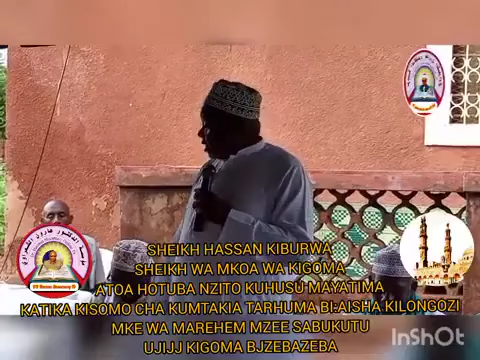 SHEIKH HASSAN KIBURWA
SHEIKH WA MKOA WA KIGOMA
ATOA HOTUBA NZITO KUHUSU MAYATIMA
KATIKA KISOMO CHA KUMTAKIA TARHUMA BI:AISHA KILONGOZI
MKE WA MAREHEM MZEE SABUKUTU
UJIJJ KIGOMA BJZEBAZEBA
InShOt